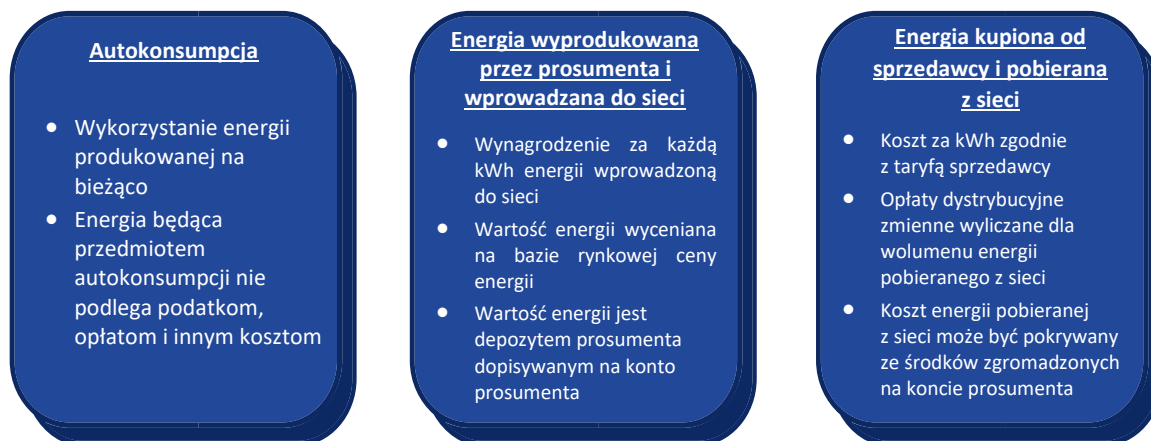 Autokonsumpcja
• Wykorzystanie energii
produkowanej na
bieżąco
• Energia będąca
przedmiotem
autokonsumpcji nie
podlega podatkom,
opłatom i innym kosztom
Energia wyprodukowana
przez prosumenta i
wprowadzana do sieci
• Wynagrodzenie za każdą
kWh energii wprowadzoną
do sieci
• Wartość energii wyceniana
na bazie rynkowej ceny
energii
• Wartość energii jest
depozytem prosumenta
dopisywanym na konto
prosumenta
Energia kupiona od
sprzedawcy i pobierana
z sieci
• Koszt za kWh zgodnie
z taryfą sprzedawcy
• Opłaty dystrybucyjne
zmienne wyliczane dla
wolumenu energii
pobieranego z sieci
• Koszt energii pobieranej
z sieci może być pokrywany
ze środków zgromadzonych
na koncie prosumenta